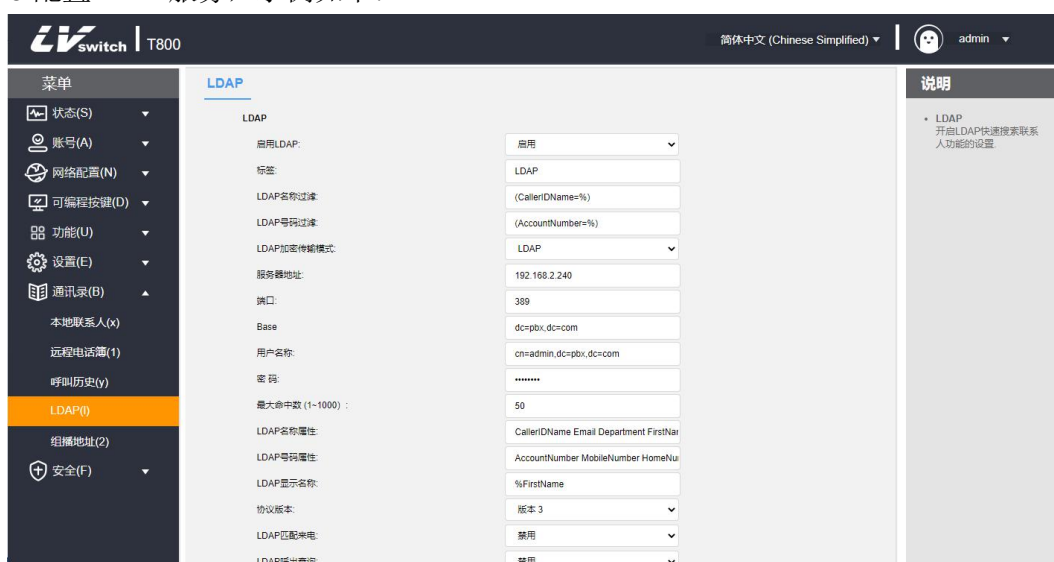 LVswitch | T800
简体中文 (Chinese Simplified)
admin
菜单
状态(S)
账号(A)
网络配置(N)
可编程按键(D)
功能(U)
设置(E)
通讯录(B)
本地联系人(x)
远程电话簿(1)
呼叫历史(y)
LDAP(l)
组播地址(2)
安全(F)
LDAP
LDAP
启用LDAP: 启用
标签: LDAP
LDAP名称过滤: (CallerIDName=%)
LDAP号码过滤: (AccountNumber=%)
LDAP加密传输模式: LDAP
服务器地址: 192.168.2.240
端口: 389
Base dc=pbx,dc=com
用户名称: cn=admin,dc=pbx,dc=com
密码: ••••••••
最大命中数 (1~1000) : 50
LDAP名称属性: CallerIDName Email Department FirstNa
LDAP号码属性: AccountNumber MobileNumber HomeNu
LDAP显示名称: %FirstName
协议版本: 版本 3
LDAP匹配来电: 禁用
说明
• LDAP
开启LDAP快速搜索联系
人功能的设置.